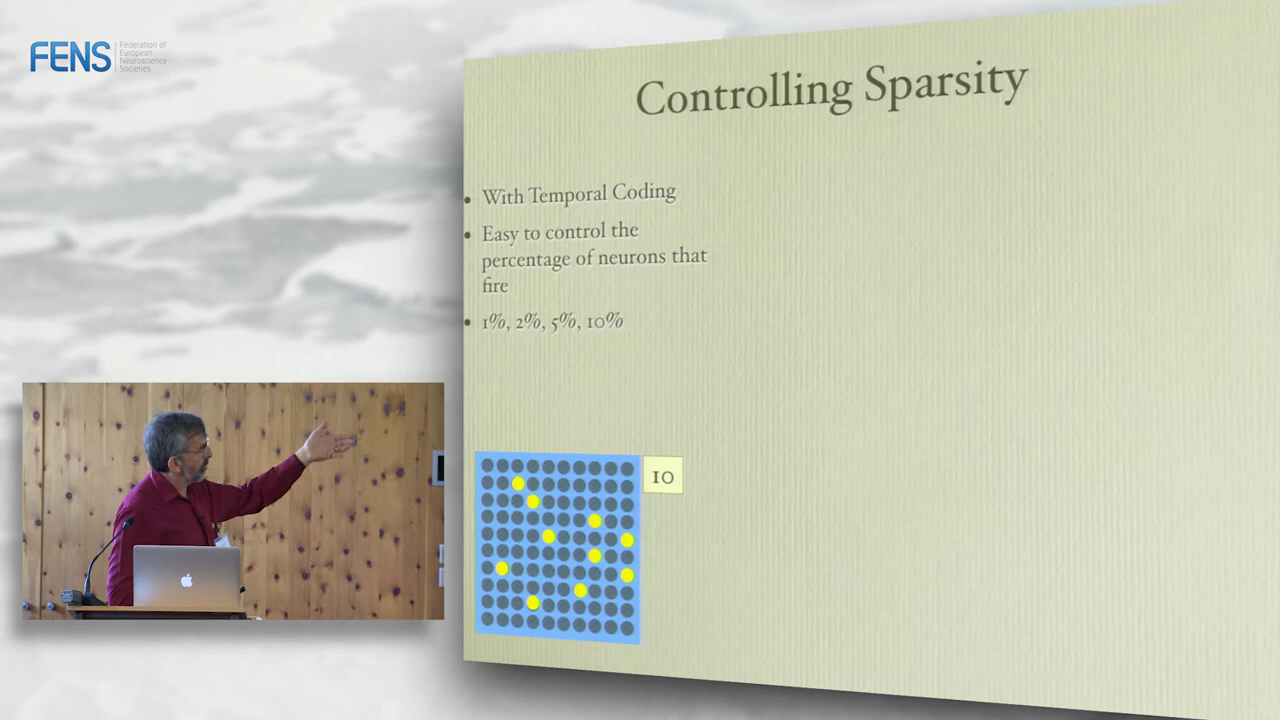 FENS
Federation of
European
Neuroscience
Societies
Controlling Sparsity
With Temporal Coding
Easy to control the
percentage of neurons that
fire
1%, 2%, 5%, 10%
10